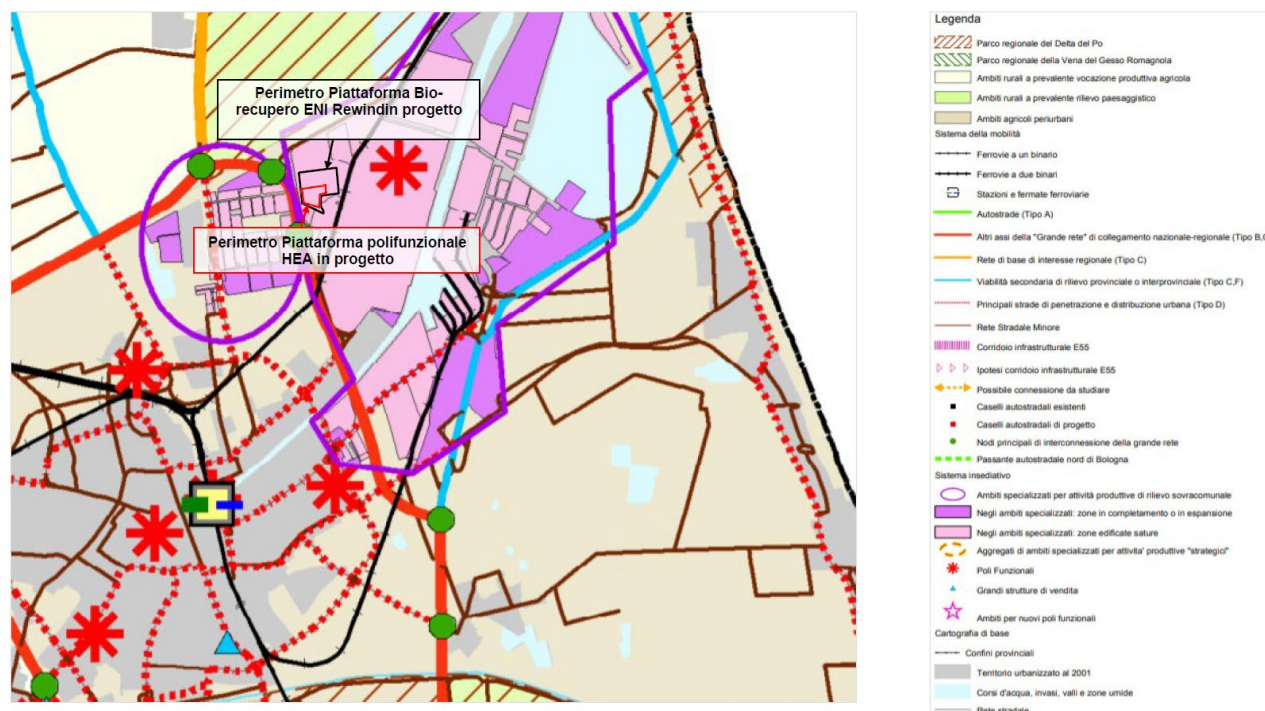 Perimetro Piattaforma Bio-
recupero ENI Rewindin progetto
Perimetro Piattaforma polifunzionale
HEA in progetto
Legenda
Parco regionale del Delta del Po
Parco regionale della Vena del Gesso Romagnola
Ambiti rurali a prevalente vocazione produttiva agricola
Ambiti rurali a prevalente rilievo paesaggistico
Ambiti agricoli periurbani
Sistema della mobilità
Ferrovie a un binario
Ferrovie a due binari
Stazioni e fermate ferroviarie
Autostrade (Tipo A)
Altri assi della "Grande rete" di collegamento nazionale-regionale (Tipo B,
Rete di base di interesse regionale (Tipo C)
Viabilità secondaria di rilievo provinciale o interprovinciale (Tipo C,F)
Principali strade di penetrazione e distribuzione urbana (Tipo D)
Rete Stradale Minore
Corridoio infrastrutturale E55
Ipotesi corridoio infrastrutturale E55
Possibile connessione da studiare
Caselli autostradali esistenti
Caselli autostradali di progetto
Nodi principali di interconnessione della grande rete
Passante autostradale nord di Bologna
Sistema insediativo
Ambiti specializzati per attività produttive di rilievo sovracomunale
Negli ambiti specializzati: zone in completamento o in espansione
Negli ambiti specializzati: zone edificate sature
Aggregati di ambiti specializzati per attivita' produttive "strategici"
Poli Funzionali
Grandi strutture di vendita
Ambiti per nuovi poli funzionali
Cartografia di base
Confini provinciali
Territorio urbanizzato al 2001
Corsi d'acqua, invasi, valli e zone umide
Rete stradale